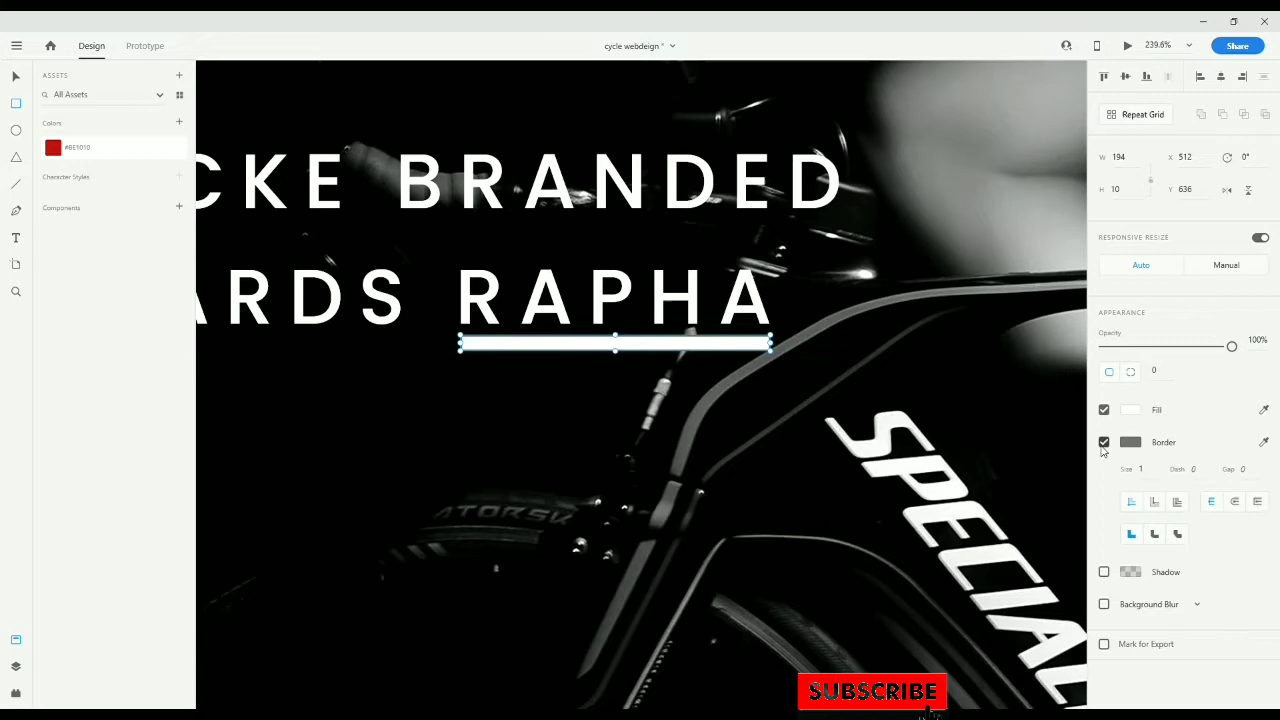 Design
Prototype
cycle webdeign *
239.6%
Share
ASSETS
All Assets
Colors
#BE1010
Character Styles
Components
CKE BRANDED
ARDS RAPHA
SPECIAL
SUBSCRIBE
Repeat Grid
W 194
X 512
0°
H 10
Y 636
RESPONSIVE RESIZE
Auto
Manual
APPEARANCE
Opacity
100%
0
Fill
Border
Size 1
Dash 0
Gap 0
Shadow
Background Blur
Mark for Export